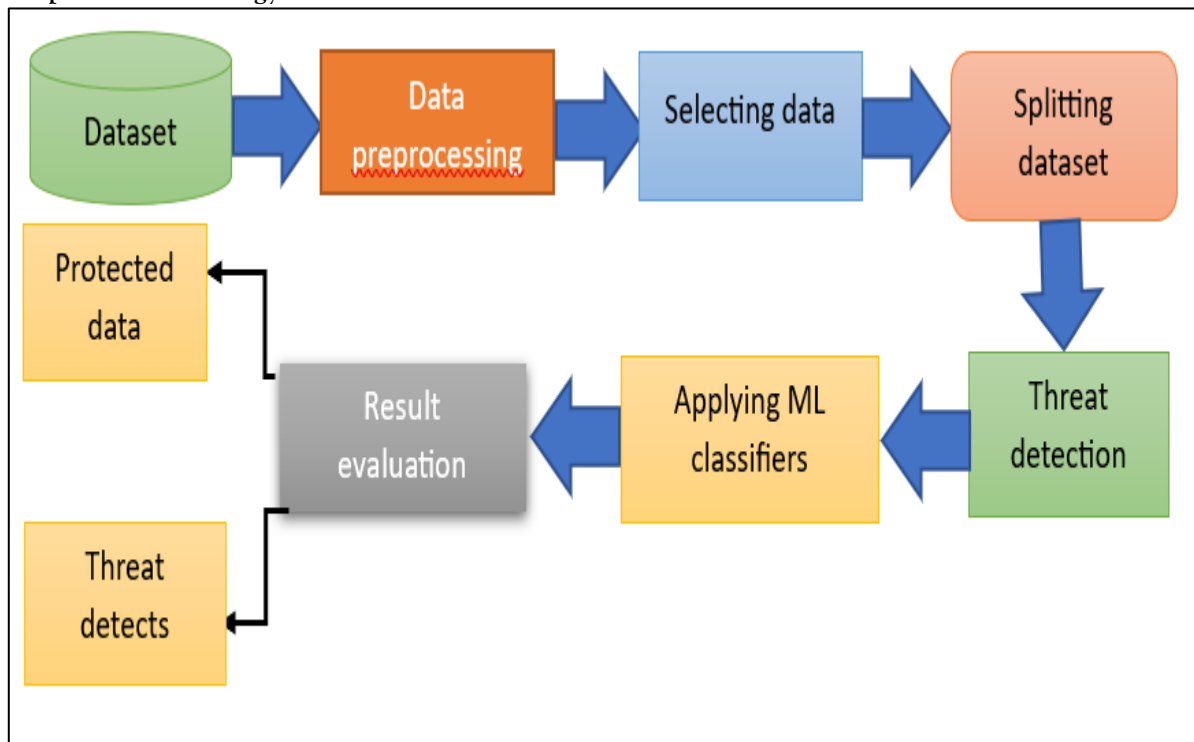 Dataset
Data
preprocessing
Selecting data
Splitting
dataset
Protected
data
Result
evaluation
Applying ML
classifiers
Threat
detection
Threat
detects